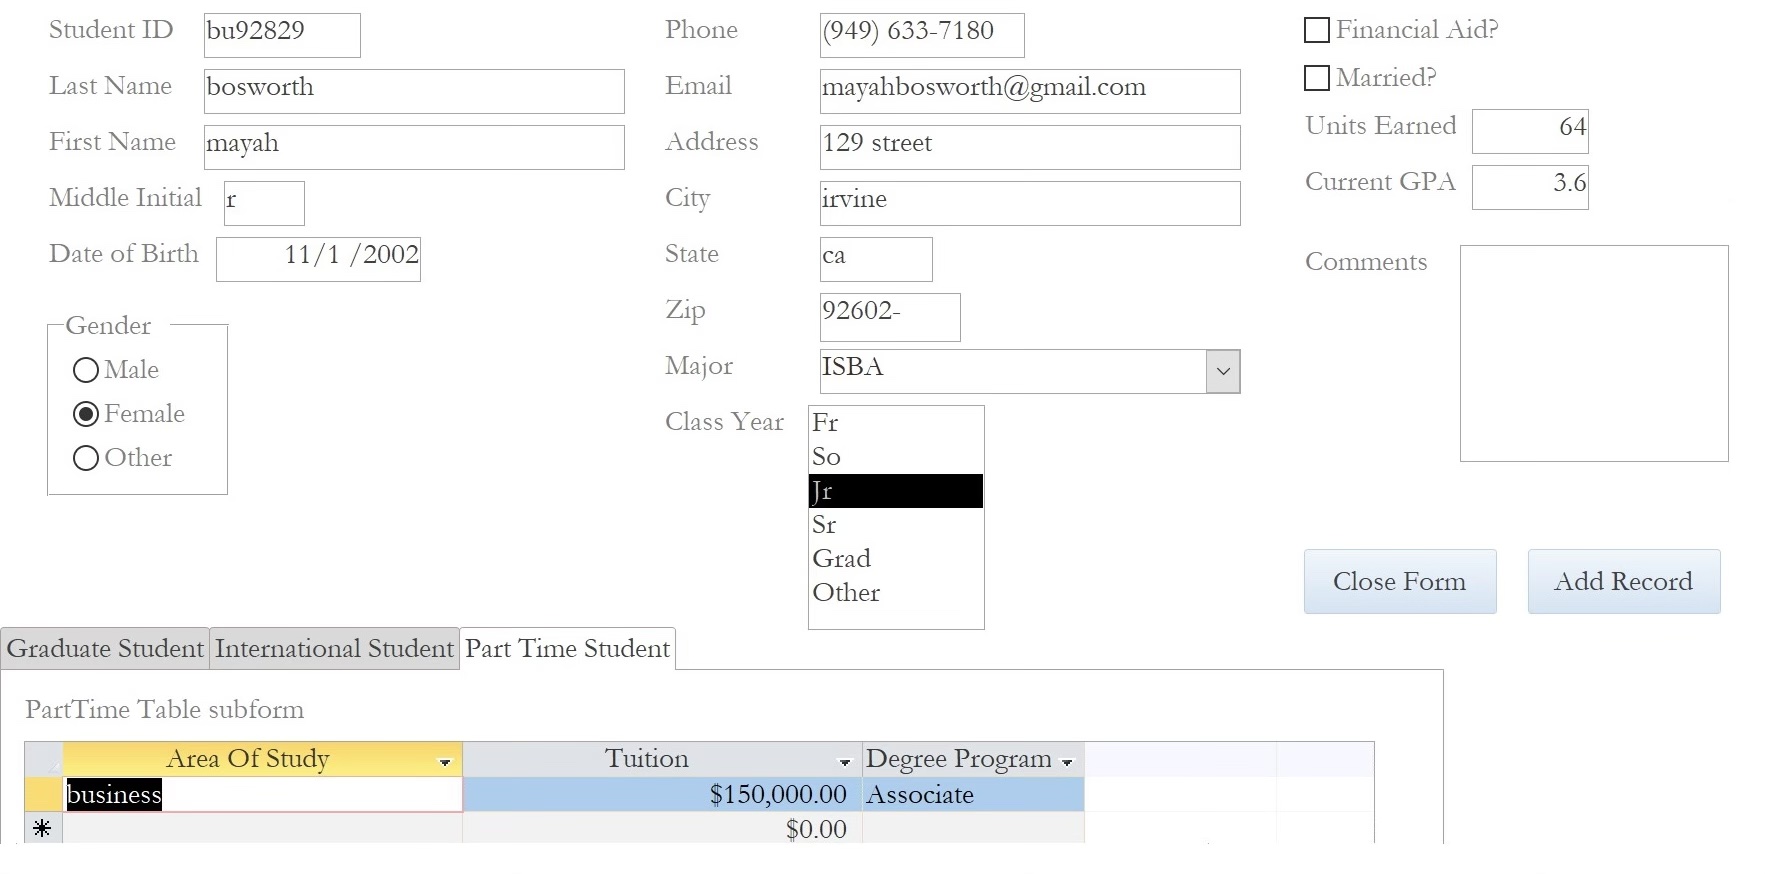 Student ID bu92829
Last Name bosworth
First Name mayah
Middle Initial r
Date of Birth 11/1 /2002
Gender
Male
Female
Other
Phone (949) 633-7180
Email mayahbosworth@gmail.com
Address 129 street
City irvine
State ca
Zip 92602-
Major ISBA
Class Year
Fr
So
Jr
Sr
Grad
Other
Financial Aid?
Married?
Units Earned 64
Current GPA 3.6
Comments
Close Form Add Record
Graduate Student International Student Part Time Student
PartTime Table subform
Area Of Study Tuition Degree Program
business $150,000.00 Associate
$0.00